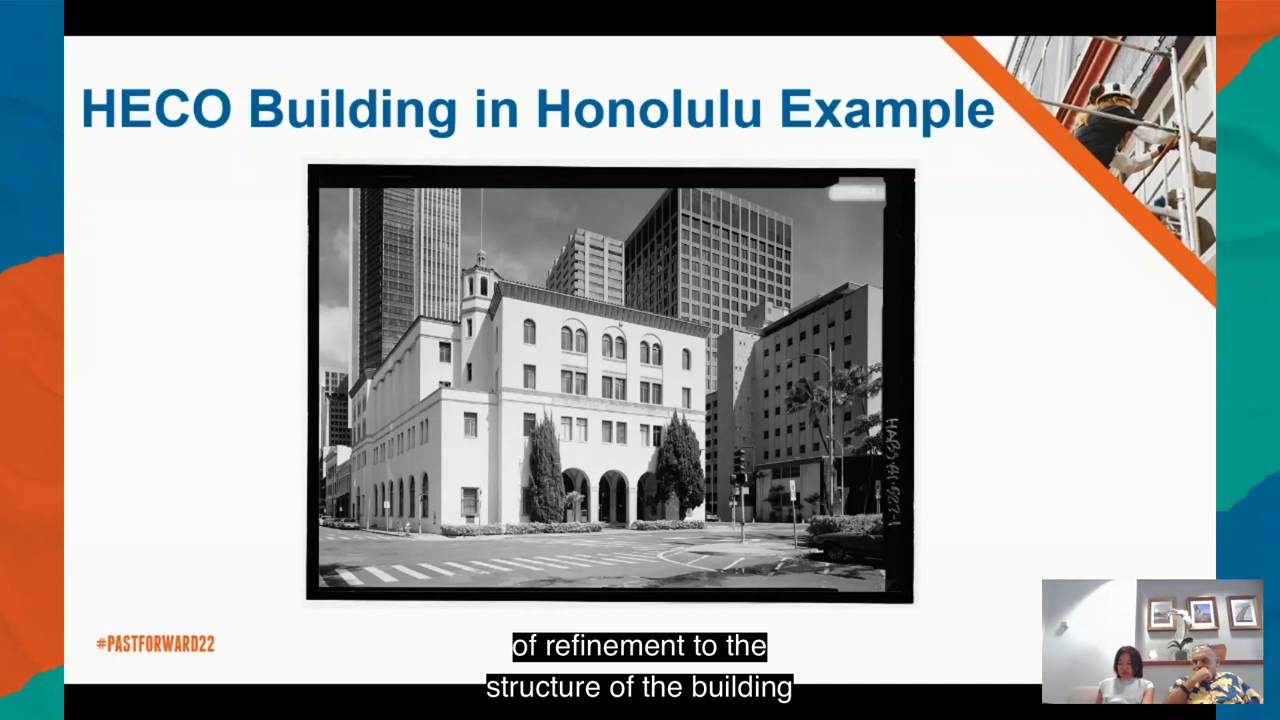 HECO Building in Honolulu Example
#PASTFORWARD22
of refinement to the
structure of the building